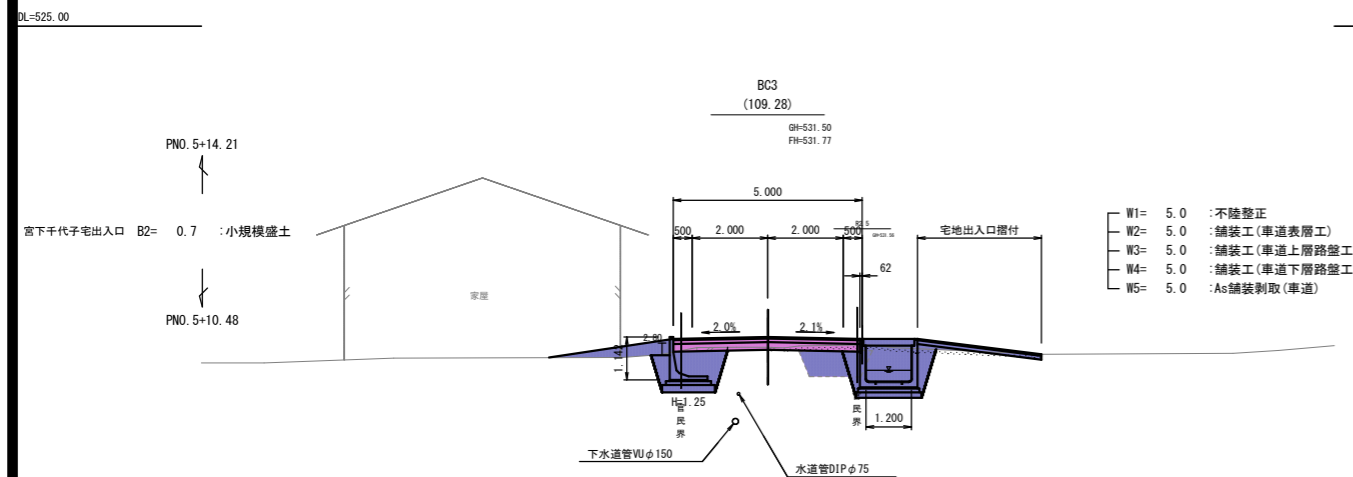 DL=525.00
BC3
(109.28)
GH=531.50
FH=531.77
PNO.5+14.21
宮下千代子宅出入口 B2= 0.7 :小規模盛土
PNO.5+10.48
家屋
5.000
500 2.000 2.000 500
62
宅地出入口摺付
W1= 5.0 :不陸整正
W2= 5.0 :舗装工(車道表層工)
W3= 5.0 :舗装工(車道上層路盤工
W4= 5.0 :舗装工(車道下層路盤工
W5= 5.0 :As舗装剥取(車道)
2.0% 2.1%
H=1.25
官民界
民界
1.200
下水道管VUφ150
水道管DIPφ75